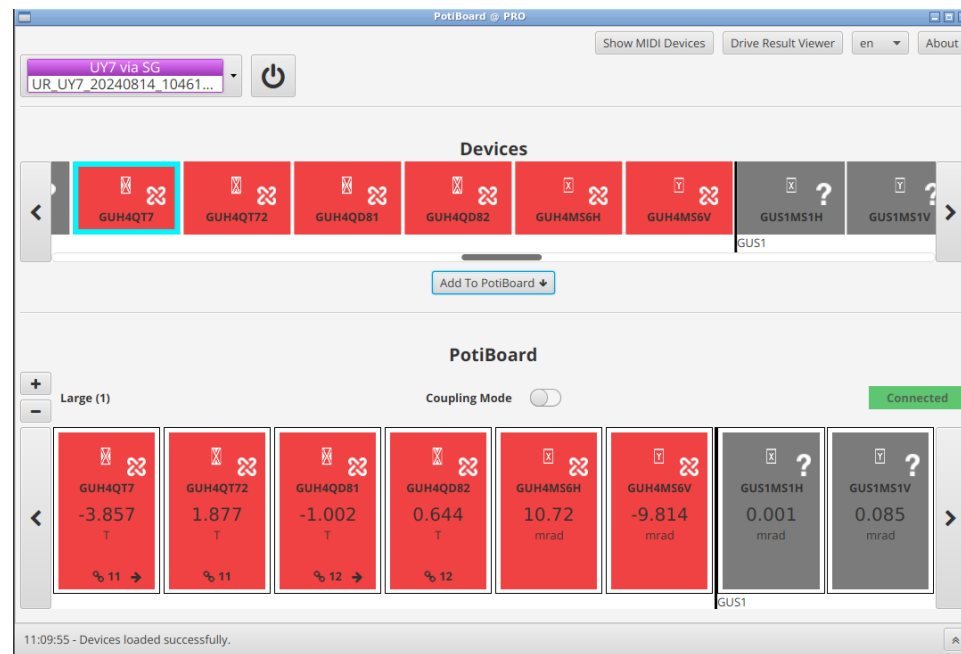 PotiBoard @ PRO
Show MIDI Devices
Drive Result Viewer
en
About
UY7 via SG
UR_UY7_20240814_10461...
Devices
X
Y
X
Y
?
?
?
GUH4QT7
GUH4QT72
GUH4QD81
GUH4QD82
GUH4MS6H
GUH4MS6V
GUS1MS1H
GUS1MS1V
GUS1
Add To PotiBoard
PotiBoard
+
−
Large (1)
Coupling Mode
Connected
X
Y
X
Y
?
?
GUH4QT7
GUH4QT72
GUH4QD81
GUH4QD82
GUH4MS6H
GUH4MS6V
GUS1MS1H
GUS1MS1V
-3.857
1.877
-1.002
0.644
10.72
-9.814
0.001
0.085
T
T
T
T
mrad
mrad
mrad
mrad
11
11
12
12
GUS1
11:09:55 - Devices loaded successfully.